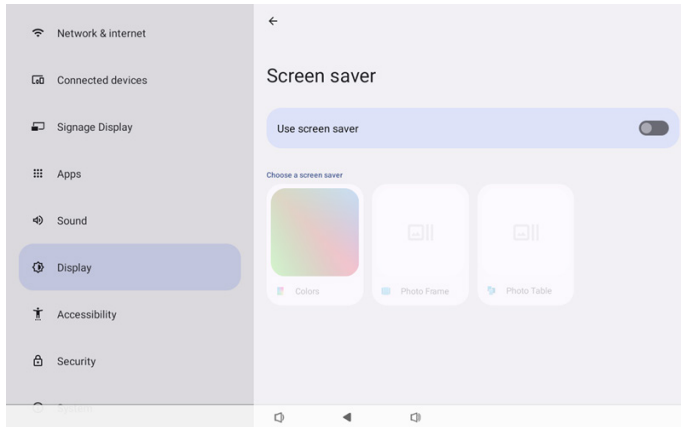 Network & internet
Connected devices
Signage Display
Apps
Sound
Display
Accessibility
Security
Screen saver
Use screen saver
Choose a screen saver
Colors
Photo Frame
Photo Table